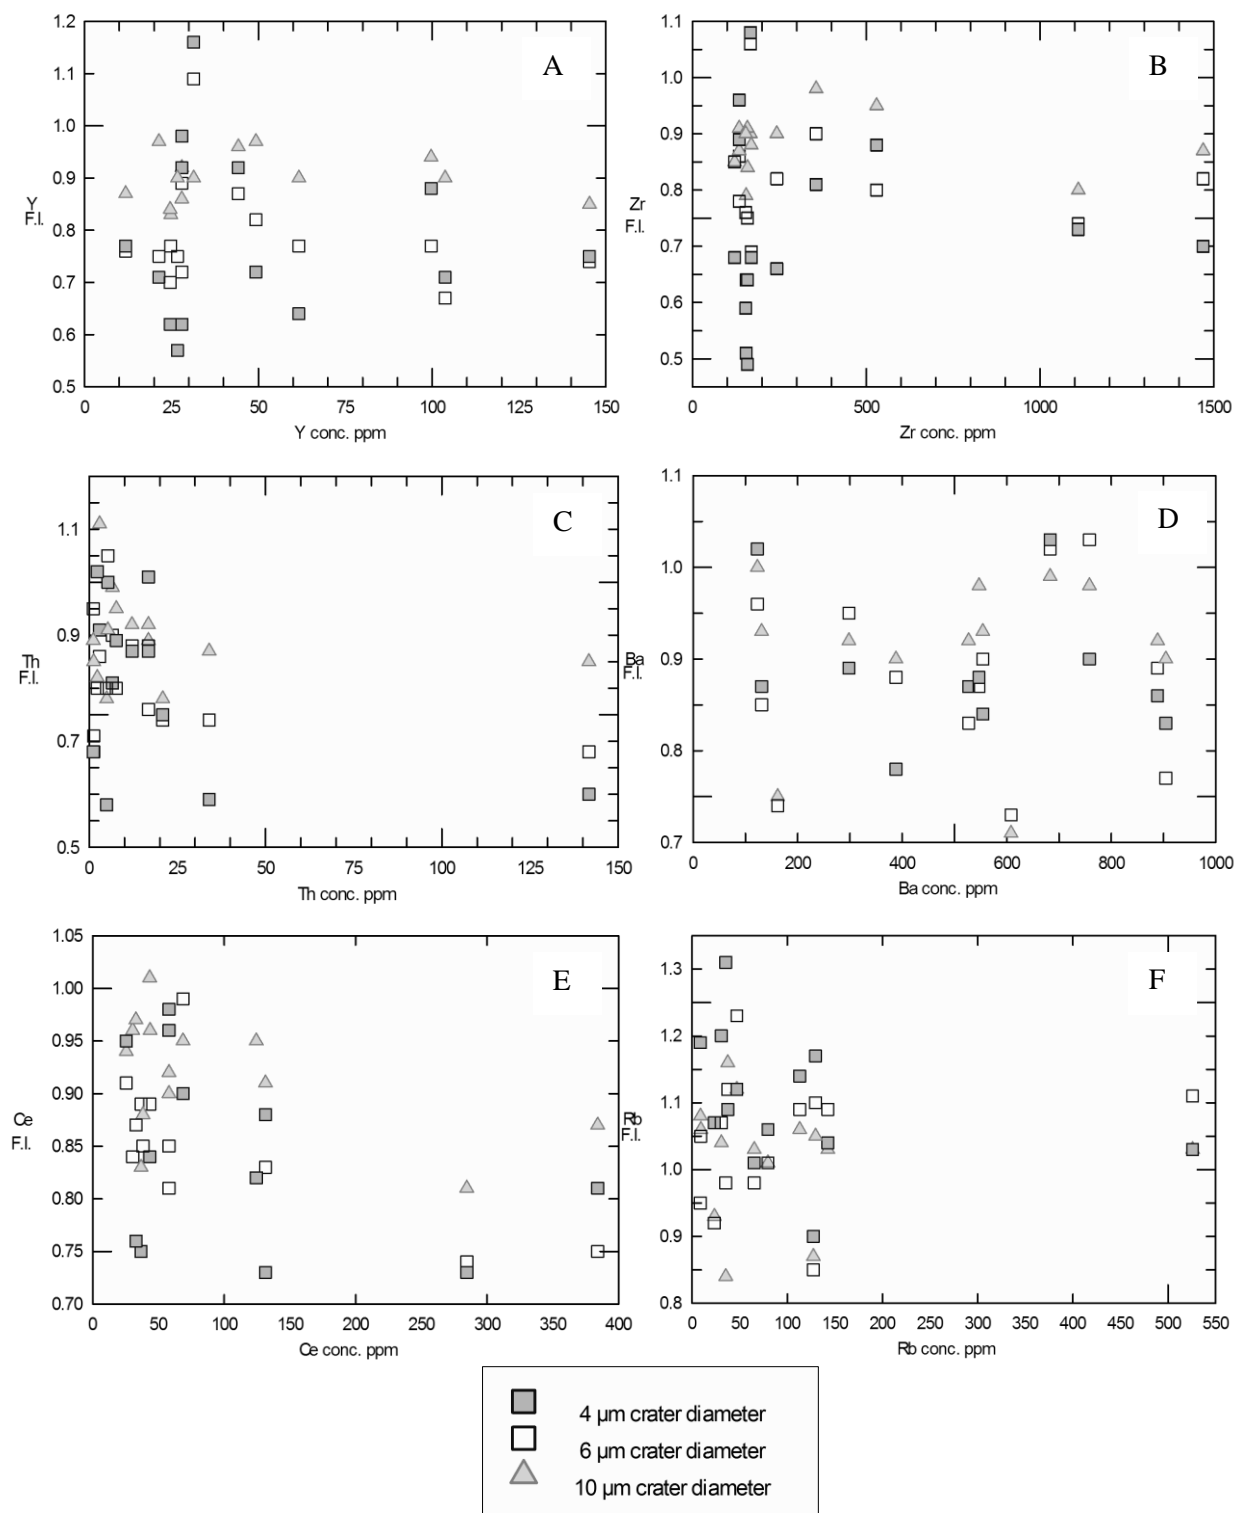 1.2
1.1
1.0
0.9
Y
F.I.
0.8
0.7
0.6
0.5
0 25 50 75 100 125 150
Y conc. ppm
A
1.1
1.0
0.9
Zr
F.I.
0.8
0.7
0.6
0.5
0 500 1000 1500
Zr conc. ppm
B
1.1
0.9
Th
F.I.
0.7
0.5
0 25 50 75 100 125 150
Th conc. ppm
C
1.1
1.0
0.9
Ba
F.I.
0.8
0.7
0 200 400 600 800 1000
Ba conc. ppm
D
1.05
1.00
0.95
0.90
Ce
F.I.
0.85
0.80
0.75
0.70
0 50 100 150 200 250 300 350 400
Ce conc. ppm
E
1.3
1.2
1.1
Rb
F.I.
1.0
0.9
0.8
0 50 100 150 200 250 300 350 400 450 500 550
Rb conc. ppm
F
4 µm crater diameter
6 µm crater diameter
10 µm crater diameter